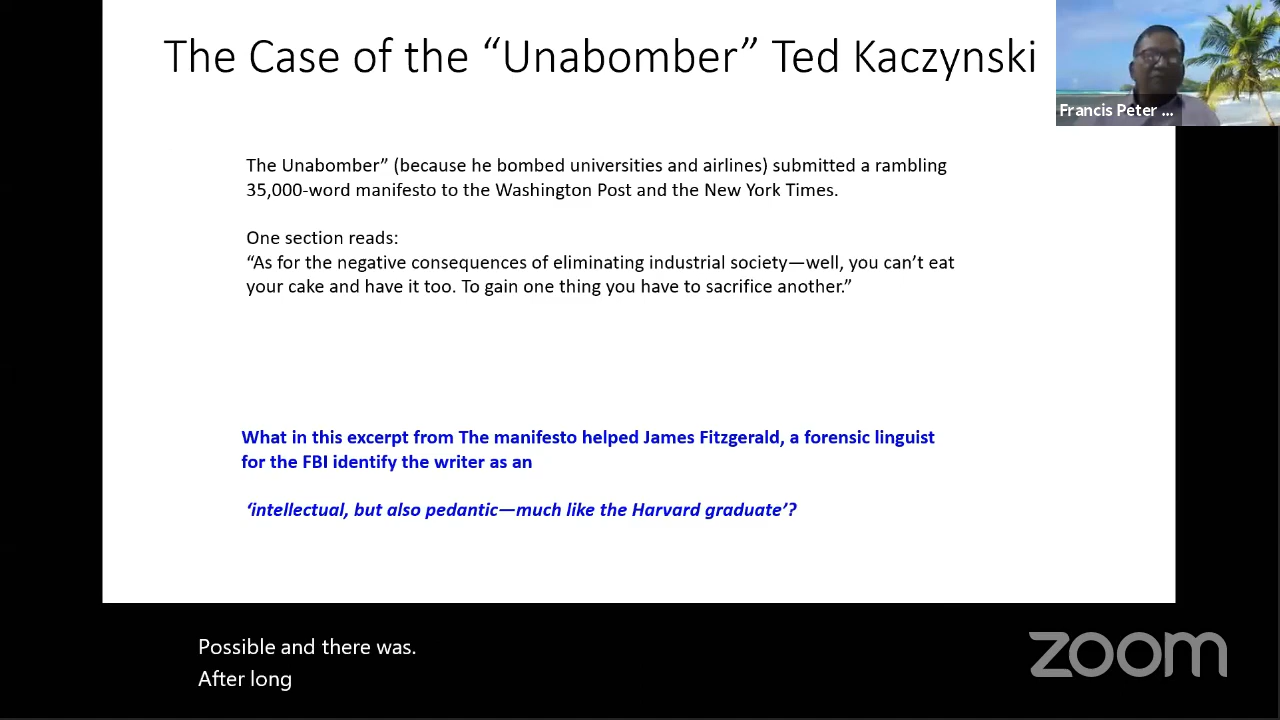 The Case of the “Unabomber” Ted Kaczynski
Francis Peter ...
The Unabomber” (because he bombed universities and airlines) submitted a rambling
35,000-word manifesto to the Washington Post and the New York Times.
One section reads:
“As for the negative consequences of eliminating industrial society—well, you can’t eat
your cake and have it too. To gain one thing you have to sacrifice another.”
What in this excerpt from The manifesto helped James Fitzgerald, a forensic linguist
for the FBI identify the writer as an
‘intellectual, but also pedantic—much like the Harvard graduate’?
Possible and there was.
After long
zoom